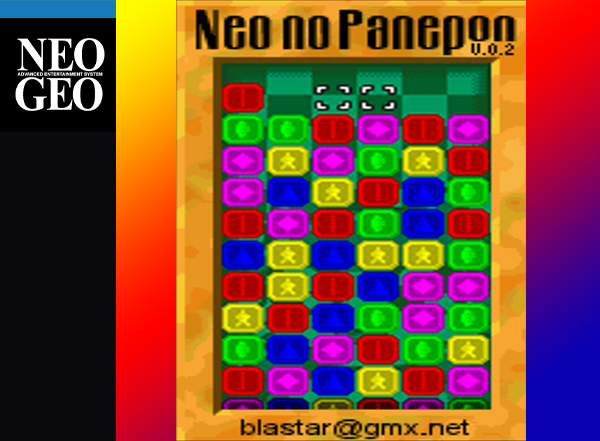 Neo no Panepon
V.0.2
NEO
ADVANCED ENTERTAINMENT SYSTEM
GEO
blastar@gmx.net